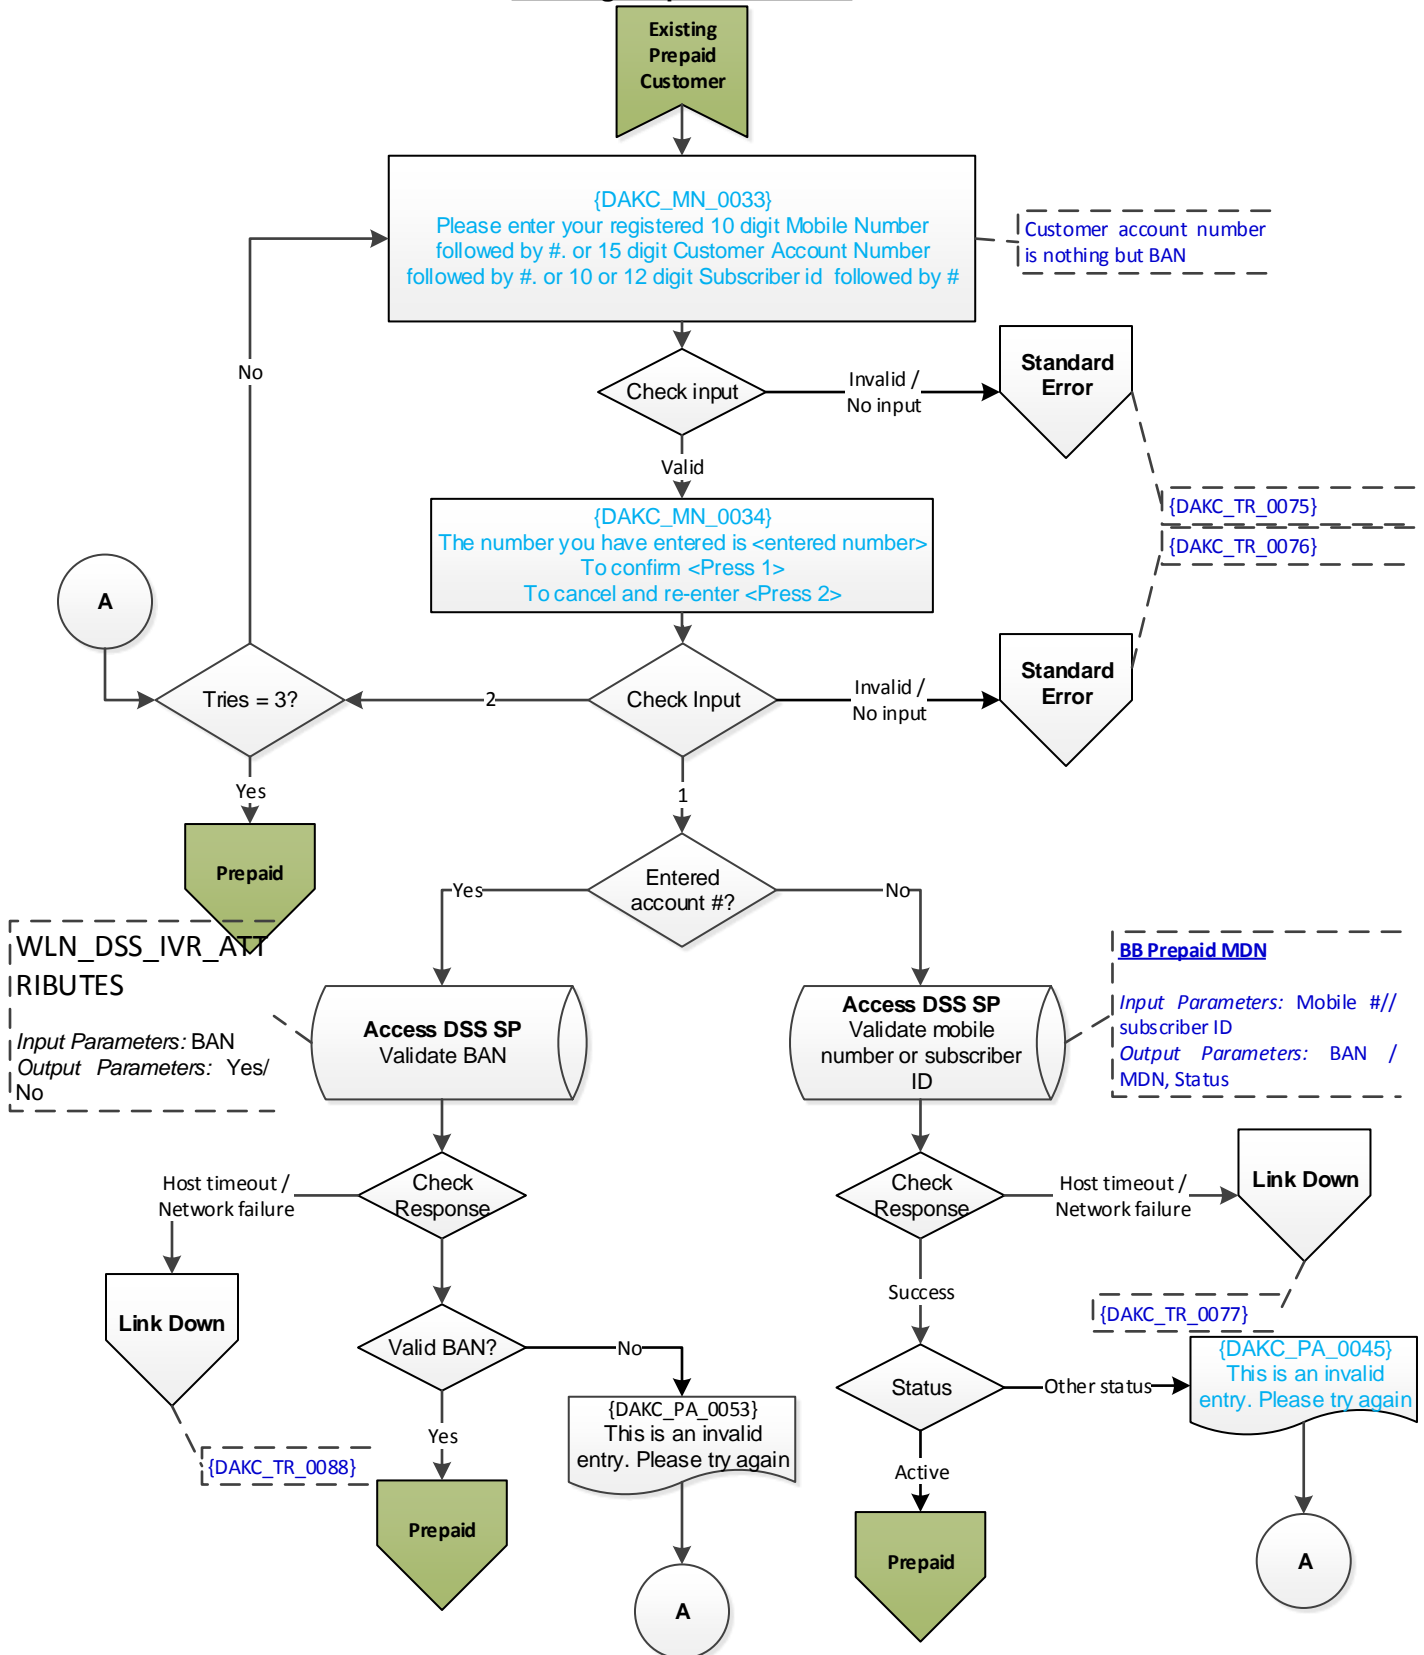 Existing
Prepaid
Customer
{DAKC_MN_0033}
Please enter your registered 10 digit Mobile Number
followed by #. or 15 digit Customer Account Number
followed by #. or 10 or 12 digit Subscriber id followed by #
Customer account number
is nothing but BAN
No
Check input
Invalid /
No input
Standard
Error
Valid
{DAKC_TR_0075}
{DAKC_TR_0076}
{DAKC_MN_0034}
The number you have entered is <entered number>
To confirm <Press 1>
To cancel and re-enter <Press 2>
A
Tries = 3?
2
Check Input
Invalid /
No input
Standard
Error
Yes
1
Prepaid
Entered
account #?
Yes
No
WLN_DSS_IVR_ATT
RIBUTES
Input Parameters: BAN
Output Parameters: Yes/
No
Access DSS SP
Validate BAN
Access DSS SP
Validate mobile
number or subscriber
ID
BB Prepaid MDN
Input Parameters: Mobile #//
subscriber ID
Output Parameters: BAN /
MDN, Status
Host timeout /
Network failure
Check
Response
Check
Response
Host timeout /
Network failure
Link Down
Link Down
Success
{DAKC_TR_0077}
Valid BAN?
No
Status
Other status
{DAKC_PA_0045}
This is an invalid
entry. Please try again
Yes
{DAKC_PA_0053}
This is an invalid
entry. Please try again
{DAKC_TR_0088}
Active
Prepaid
Prepaid
A
A